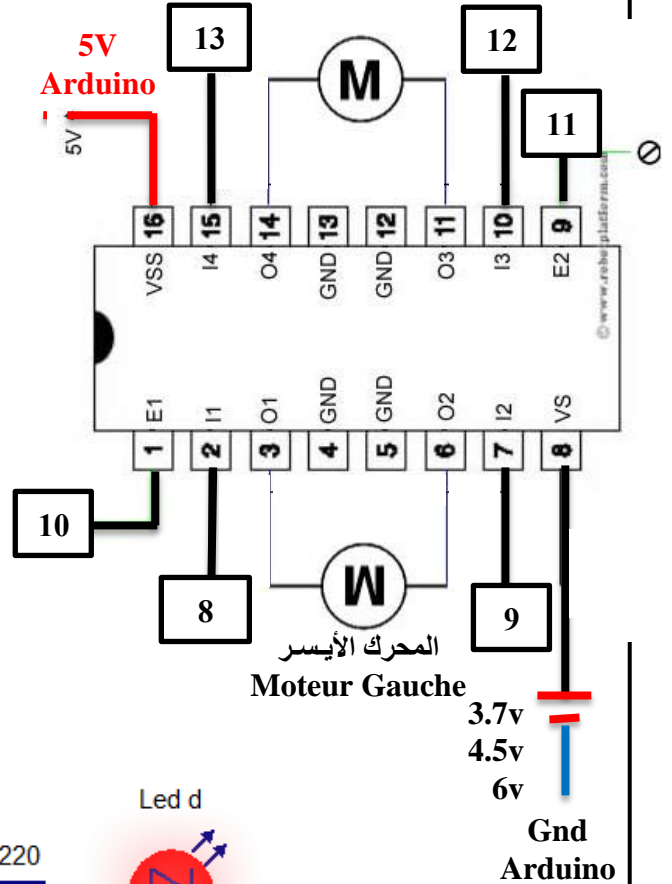 5V
Arduino
5V
13
12
11
16
15
14
13
12
11
10
9
VSS
I4
O4
GND
GND
O3
I3
E2
©www.roboplatform.com
E1
I1
O1
GND
GND
O2
I2
VS
1
2
3
4
5
6
7
8
M
M
10
8
9
المحرك الأيسر
Moteur Gauche
3.7v
4.5v
6v
Gnd
Arduino
Led d
220